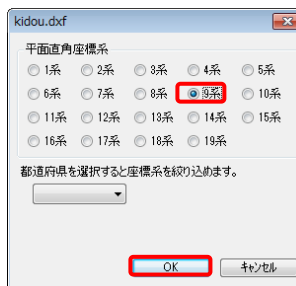 kidou.dxf
平面直角座標系
1系 2系 3系 4系 5系
6系 7系 8系 9系 10系
11系 12系 13系 14系 15系
16系 17系 18系 19系
都道府県を選択すると座標系を絞り込めます。
OK キャンセル